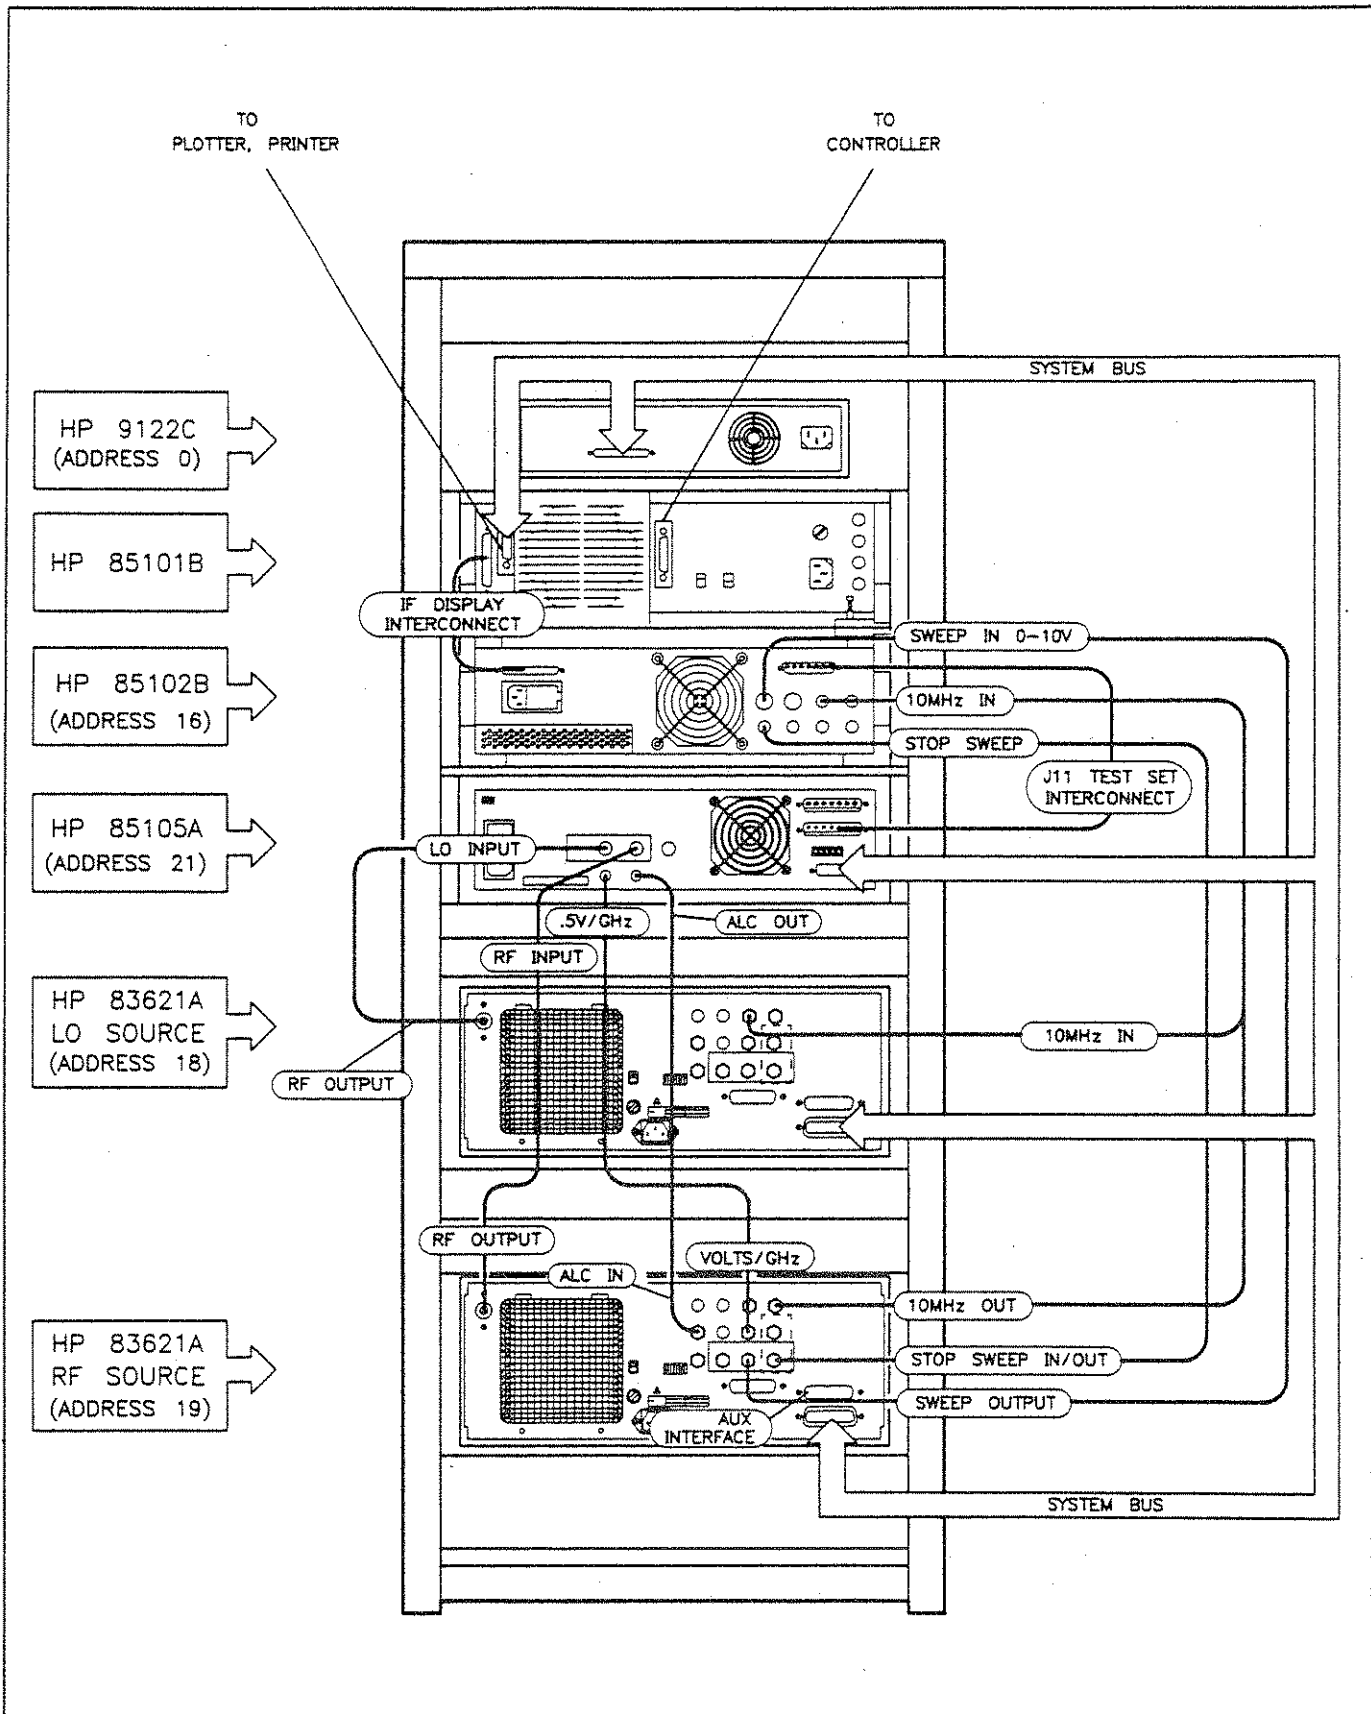 TO
PLOTTER, PRINTER
TO
CONTROLLER
SYSTEM BUS
HP 9122C
(ADDRESS 0)
HP 85101B
IF DISPLAY
INTERCONNECT
SWEEP IN 0-10V
HP 85102B
(ADDRESS 16)
10MHz IN
STOP SWEEP
J11 TEST SET
INTERCONNECT
HP 85105A
(ADDRESS 21)
LO INPUT
.5V/GHz
ALC OUT
RF INPUT
HP 83621A
LO SOURCE
(ADDRESS 18)
10MHz IN
RF OUTPUT
RF OUTPUT
VOLTS/GHz
ALC IN
10MHz OUT
HP 83621A
RF SOURCE
(ADDRESS 19)
STOP SWEEP IN/OUT
SWEEP OUTPUT
AUX
INTERFACE
SYSTEM BUS